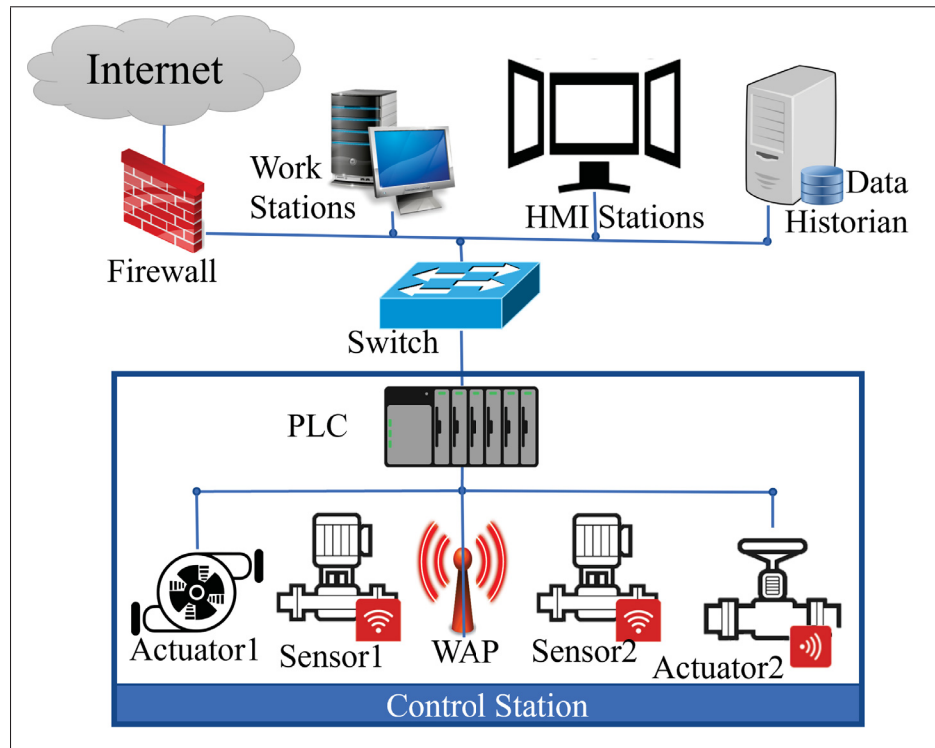 Internet
Work
Stations
HMI Stations
Data
Historian
Firewall
Switch
PLC
Actuator1
Sensor1
WAP
Sensor2
Actuator2
Control Station